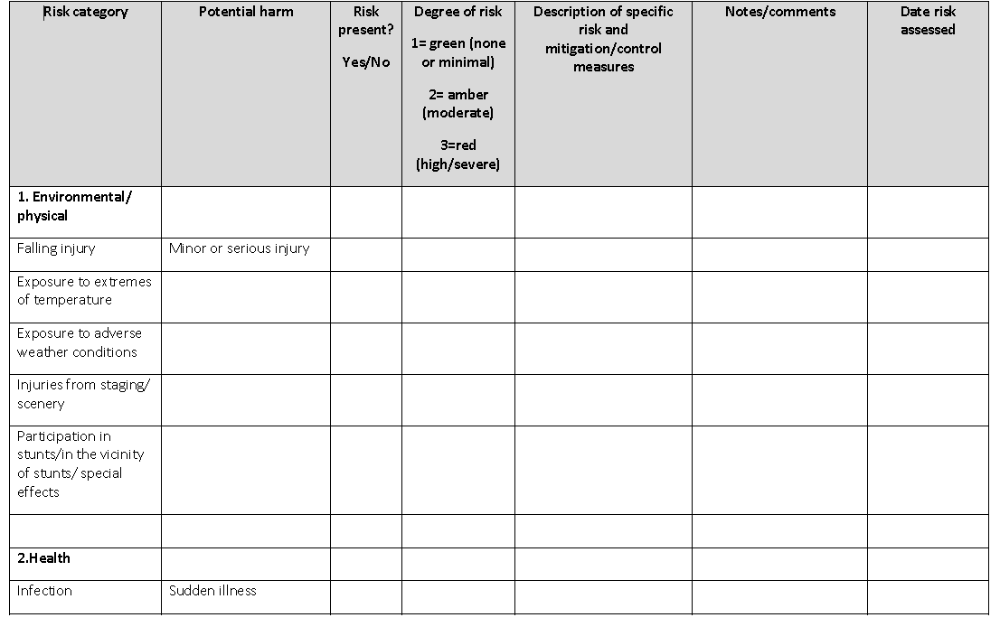 Risk category
Potential harm
Risk
present?
Yes/No
Degree of risk
1= green (none
or minimal)
2= amber
(moderate)
3=red
(high/severe)
Description of specific
risk and
mitigation/control
measures
Notes/comments
Date risk
assessed
1. Environmental/
physical
Falling injury
Minor or serious injury
Exposure to extremes
of temperature
Exposure to adverse
weather conditions
Injuries from staging/
scenery
Participation in
stunts/in the vicinity
of stunts/ special
effects
2.Health
Infection
Sudden illness